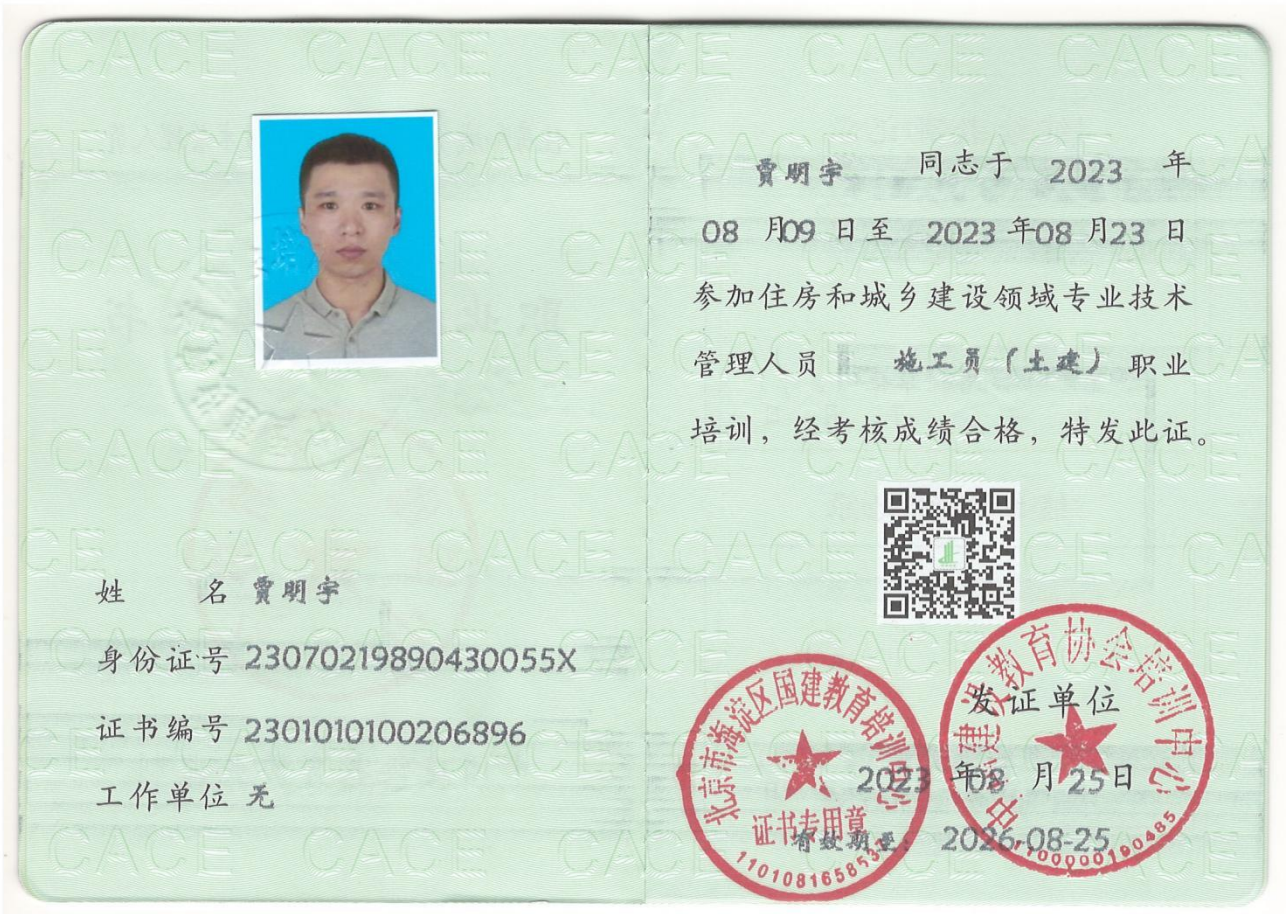 CACE
姓 名 贾明宇
身份证号 23070219890430055X
证书编号 2301010100206896
工作单位 无
贾明宇 同志于 2023 年
08 月09 日至 2023 年08 月23 日
参加住房和城乡建设领域专业技术
管理人员 施工员(土建) 职业
培训，经考核成绩合格，特发此证。
北京市海淀区国建教育培训中心
证书专用章
中国建设教育协会培训中心
1100000190485
发证单位
2023 年08 月25日
有效期至: 2026-08-25